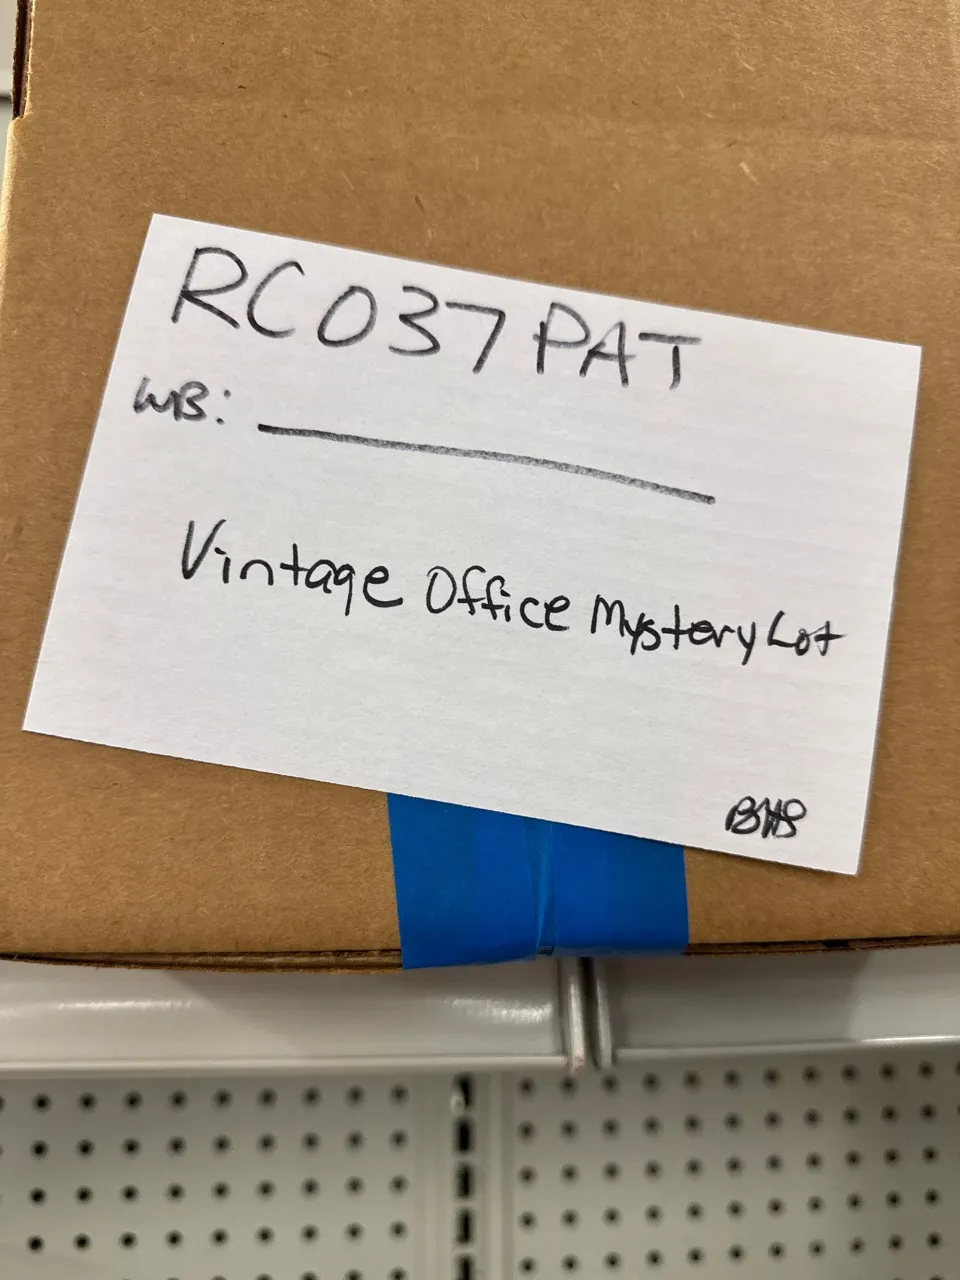 RC037PAT
WB:
Vintage Office Mystery Lot